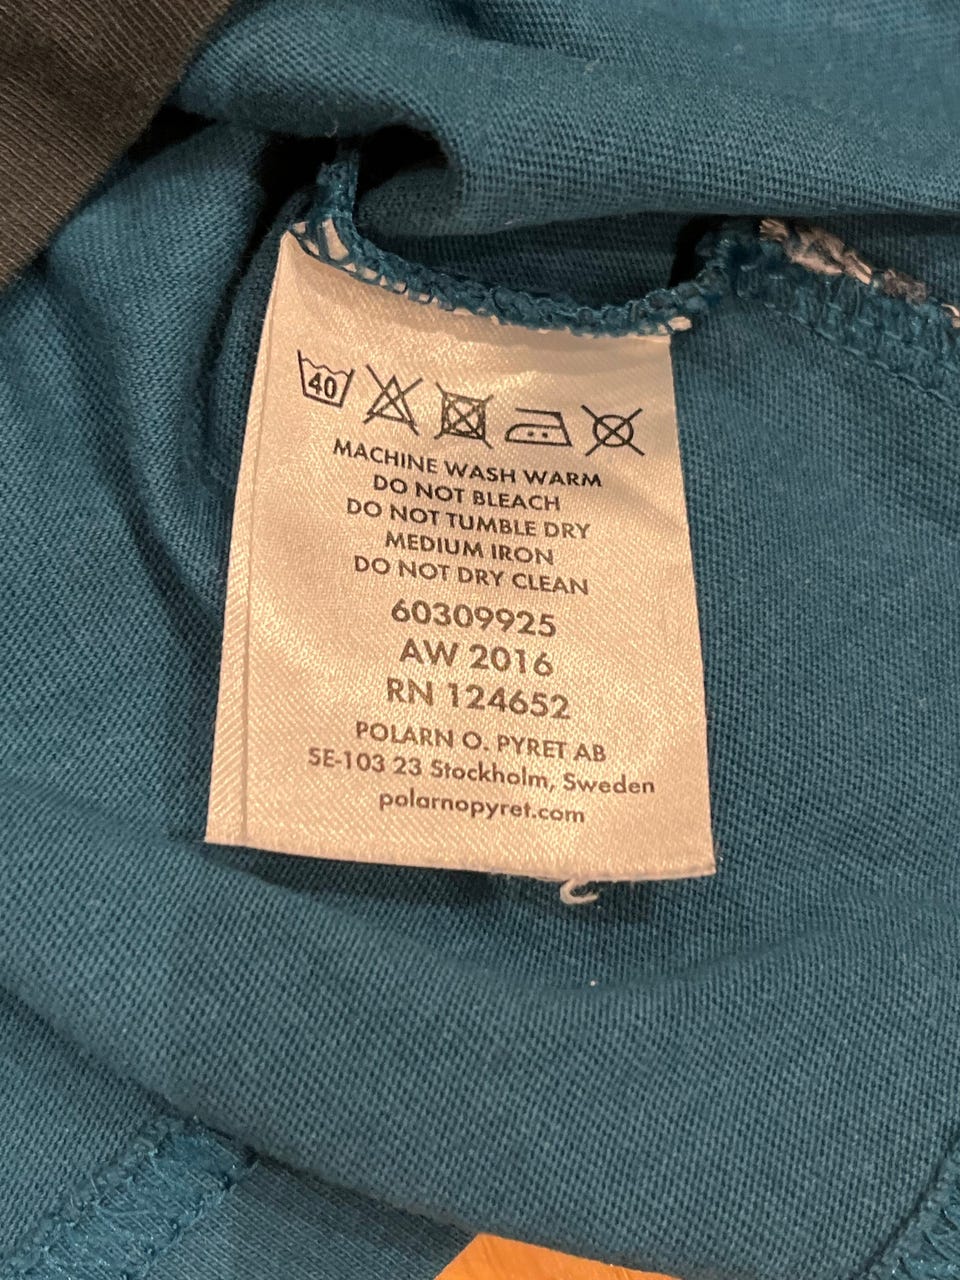 40
MACHINE WASH WARM
DO NOT BLEACH
DO NOT TUMBLE DRY
MEDIUM IRON
DO NOT DRY CLEAN
60309925
AW 2016
RN 124652
POLARN O. PYRET AB
SE-103 23 Stockholm, Sweden
polarnopyret.com